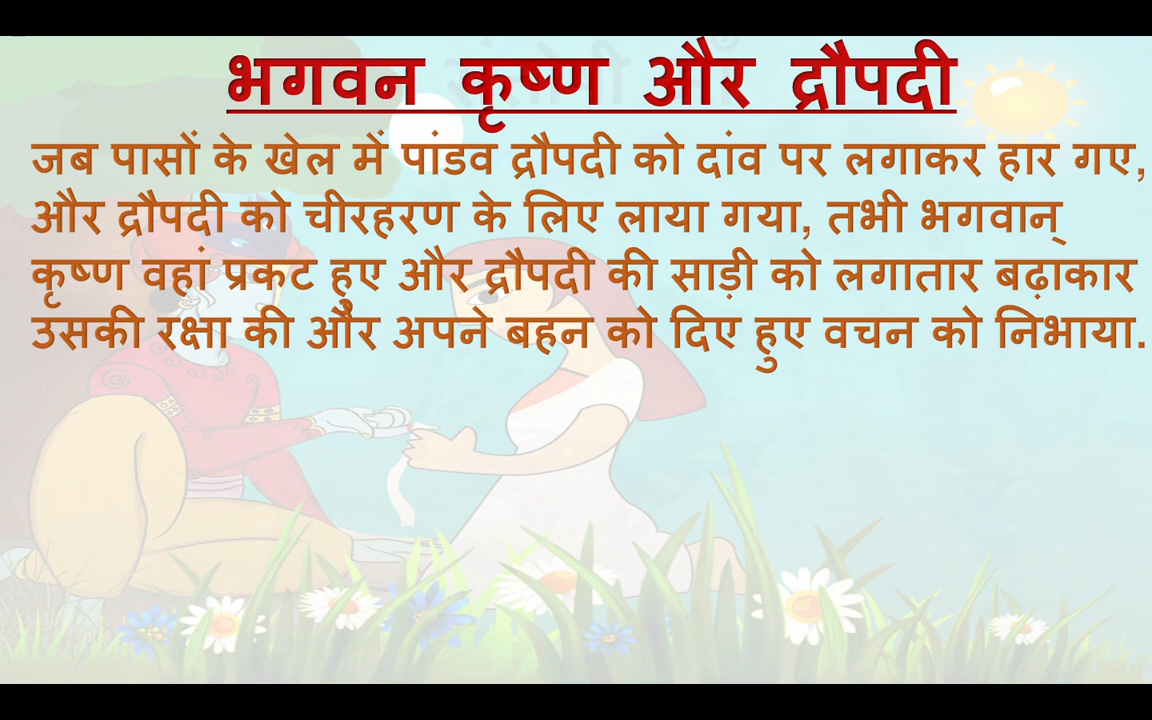 भगवन कृष्ण और द्रौपदी
जब पासों के खेल में पांडव द्रौपदी को दांव पर लगाकर हार गए,
और द्रौपदी को चीरहरण के लिए लाया गया, तभी भगवान्
कृष्ण वहां प्रकट हुए और द्रौपदी की साड़ी को लगातार बढ़ाकार
उसकी रक्षा की और अपने बहन को दिए हुए वचन को निभाया.